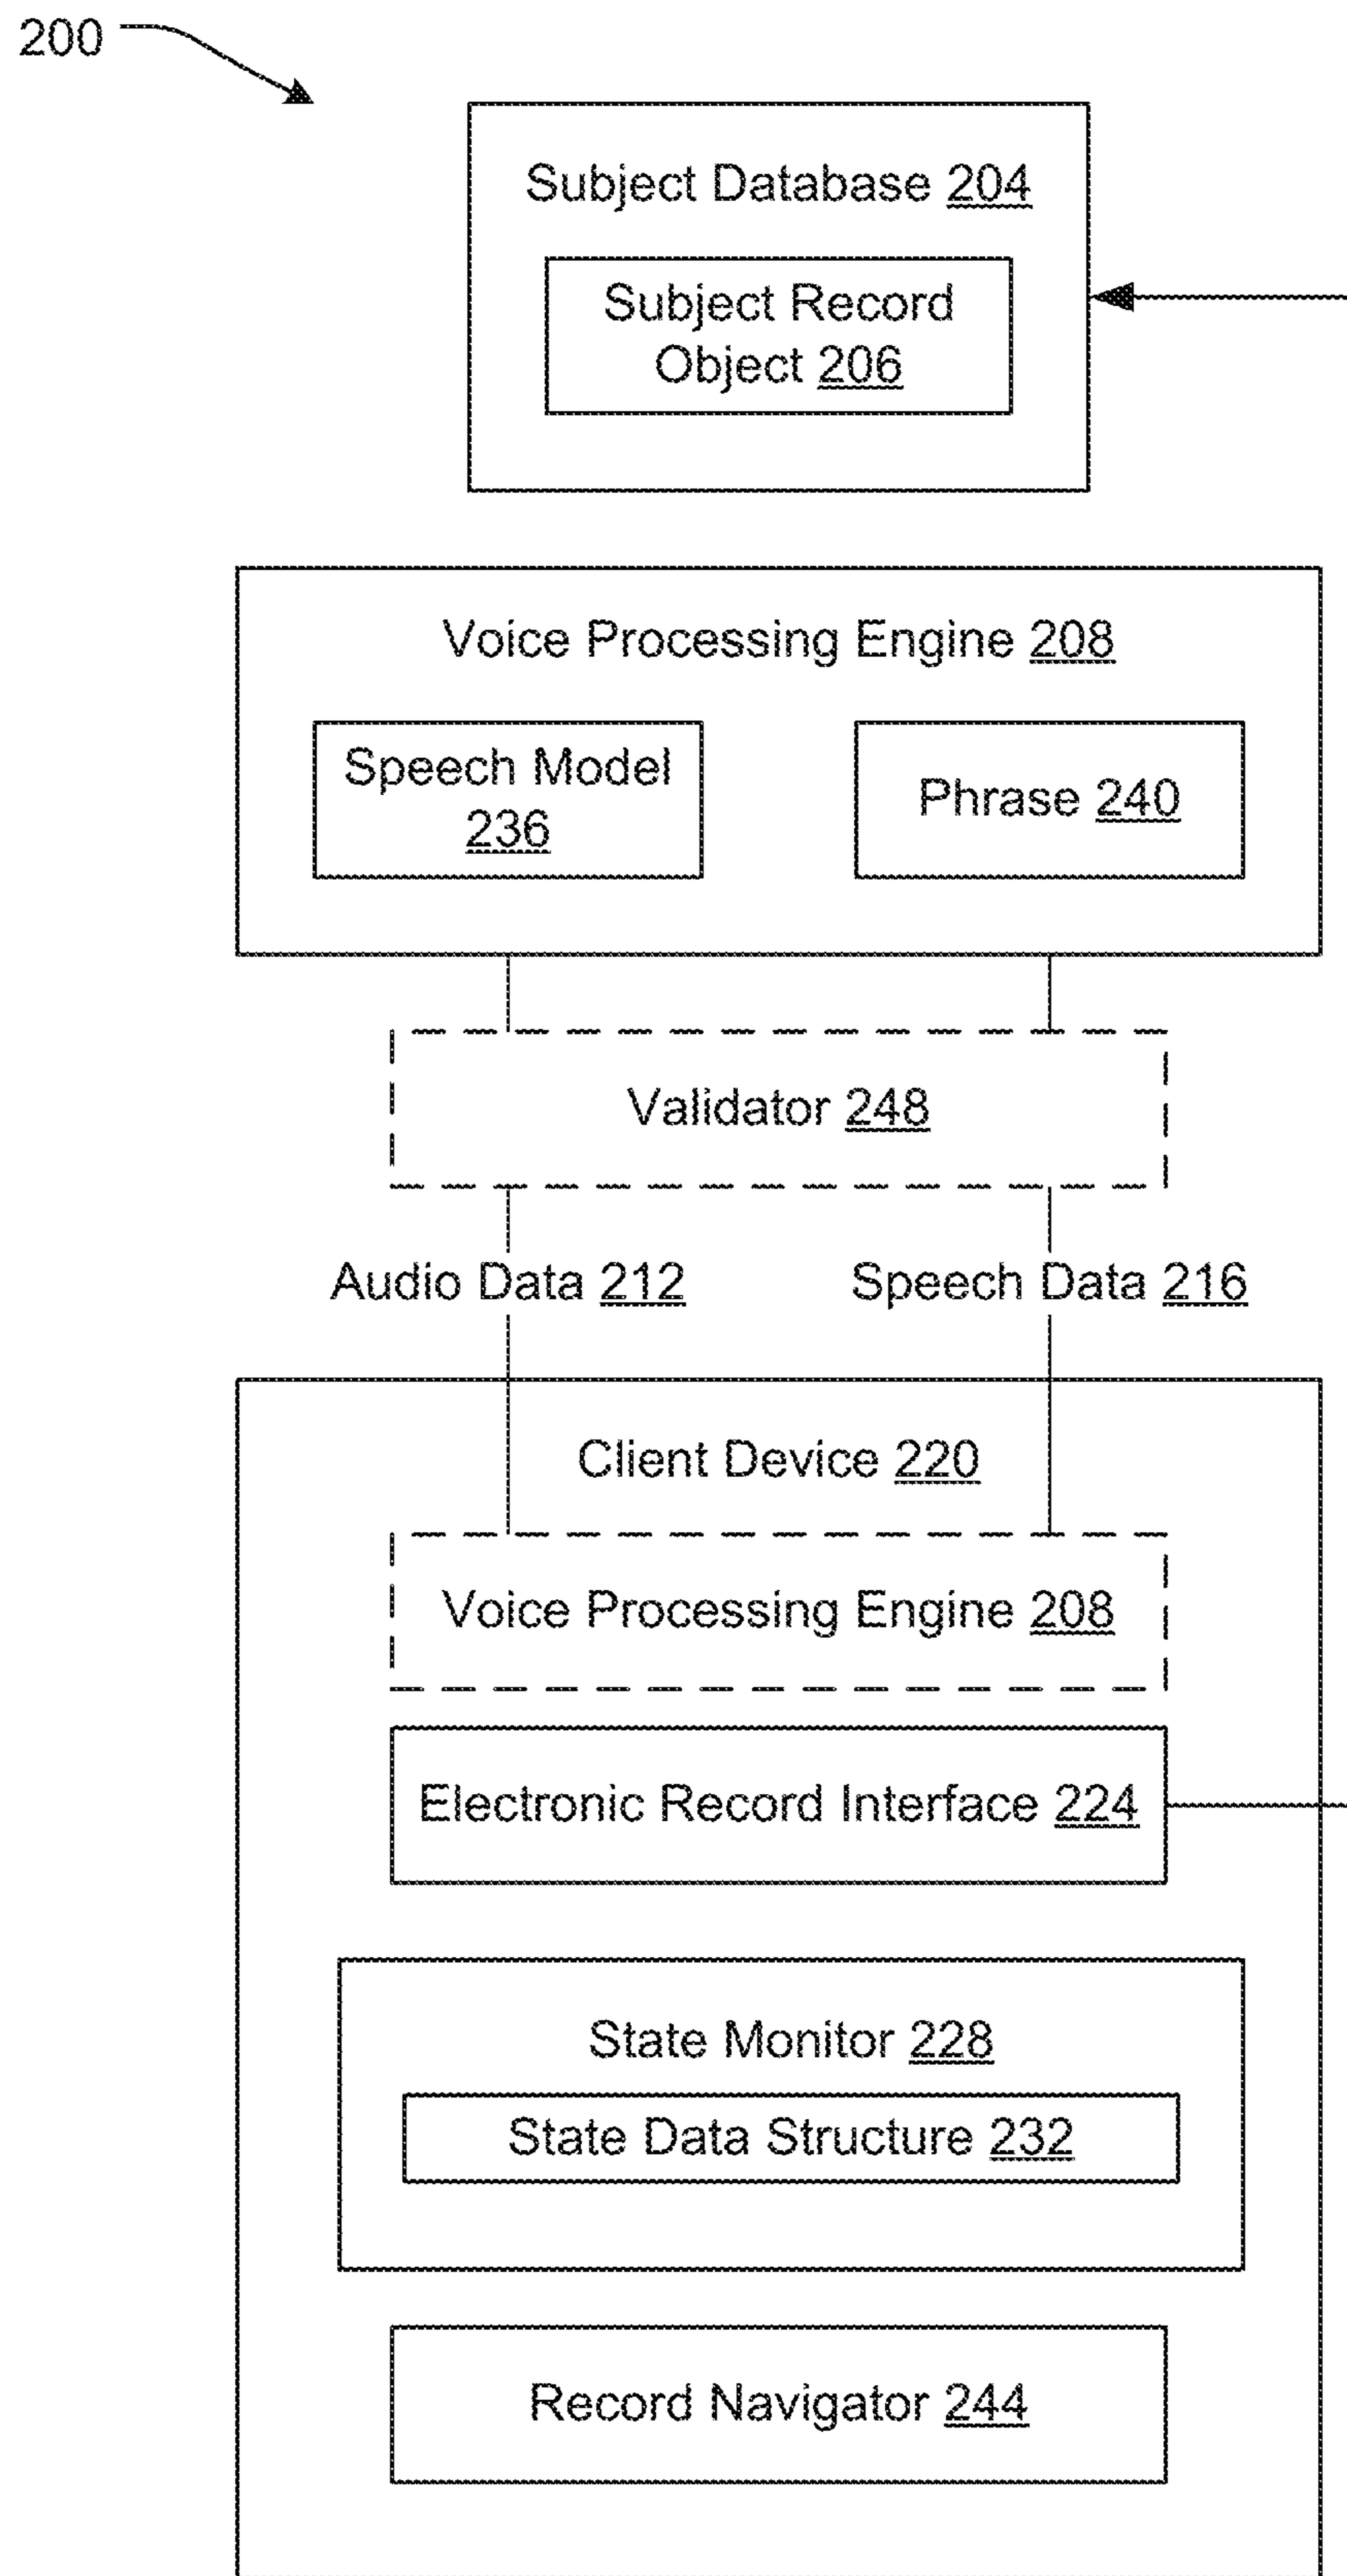 200
Subject Database 204
Subject Record
Object 206
Voice Processing Engine 208
Speech Model
236
Phrase 240
Validator 248
Audio Data 212
Speech Data 216
Client Device 220
Voice Processing Engine 208
Electronic Record Interface 224
State Monitor 228
State Data Structure 232
Record Navigator 244